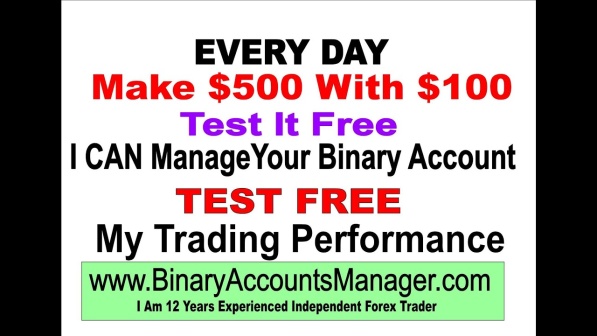 EVERY DAY
Make $500 With $100
Test It Free
I CAN ManageYour Binary Account
TEST FREE
My Trading Performance
www.BinaryAccountsManager.com
I Am 12 Years Experienced Independent Forex Trader